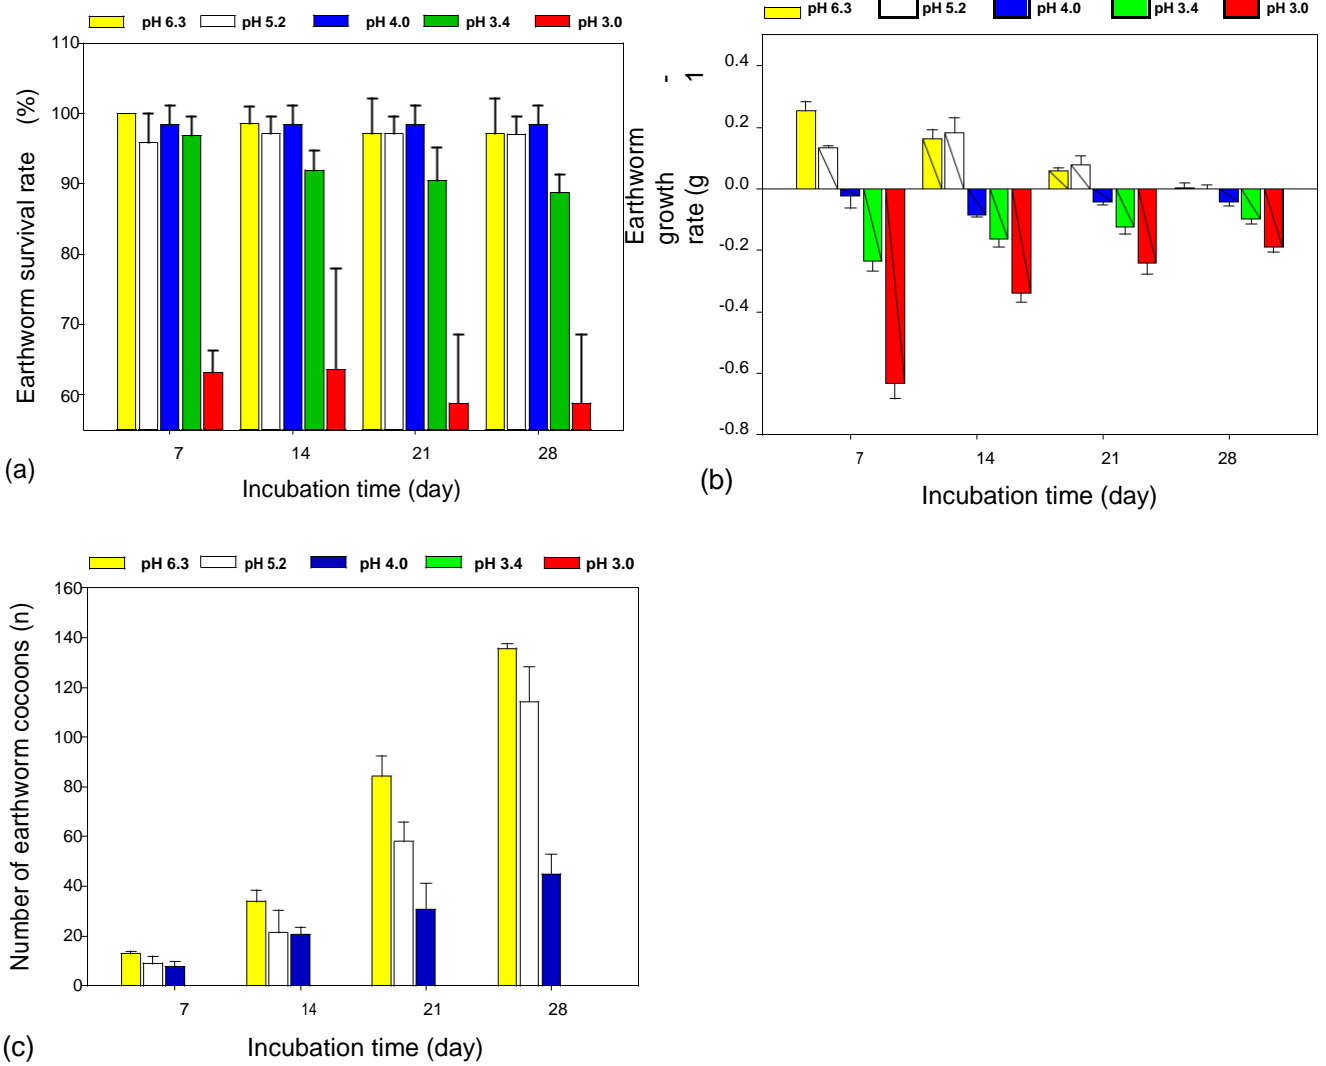 pH 6.3 pH 5.2 pH 4.0 pH 3.4 pH 3.0
110
100
90
80
70
60
Earthworm survival rate (%)
7 14 21 28
Incubation time (day)
(a)
pH 6.3 pH 5.2 pH 4.0 pH 3.4 pH 3.0
0.4
0.2
0.0
-0.2
-0.4
-0.6
-0.8
Earthworm
growth
rate (g
-
1
7 14 21 28
Incubation time (day)
(b)
pH 6.3 pH 5.2 pH 4.0 pH 3.4 pH 3.0
160
140
120
100
80
60
40
20
0
Number of earthworm cocoons (n)
7 14 21 28
Incubation time (day)
(c)